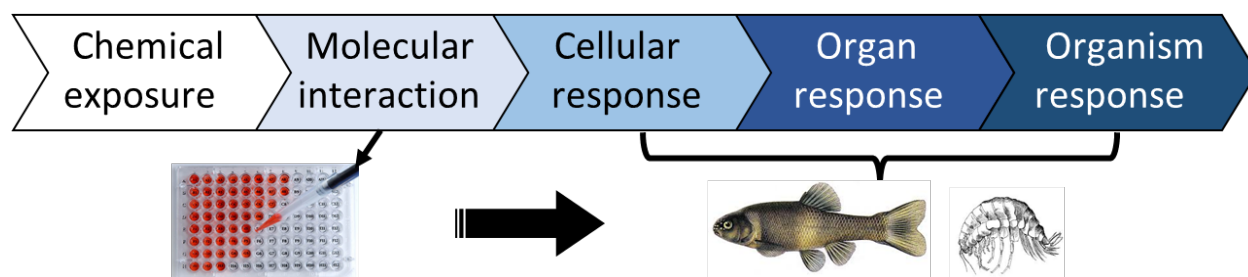 Chemical
exposure
Molecular
interaction
Cellular
response
Organ
response
Organism
response